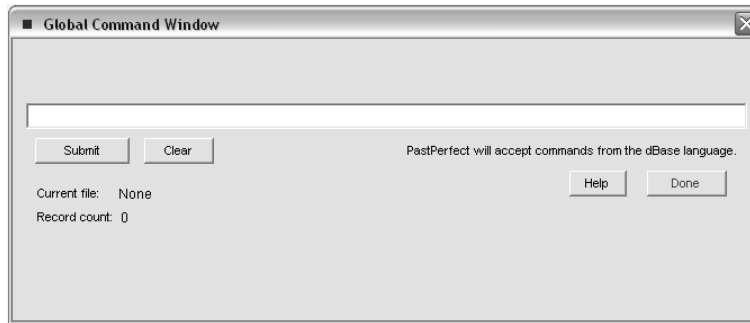 Global Command Window
Submit Clear PastPerfect will accept commands from the dBase language.
Help Done
Current file: None
Record count: 0